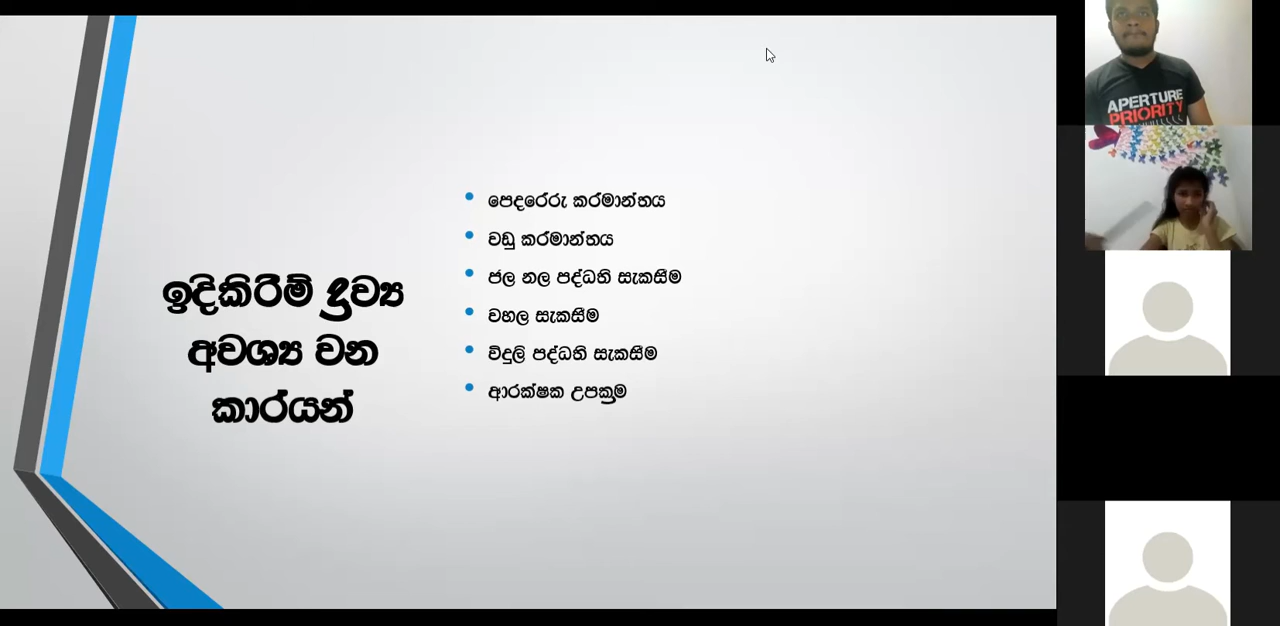 ඉදිකිරීම් ද්‍රව්‍ය
අවශ්‍ය වන
කාර්යන්
පෙදරේරු කර්මාන්තය
වඩු කර්මාන්තය
ජල නල පද්ධති සැකසීම
වහල සැකසීම
විදුලි පද්ධති සැකසීම
ආරක්ෂක උපක්‍රම
APERTURE
PRIORITY